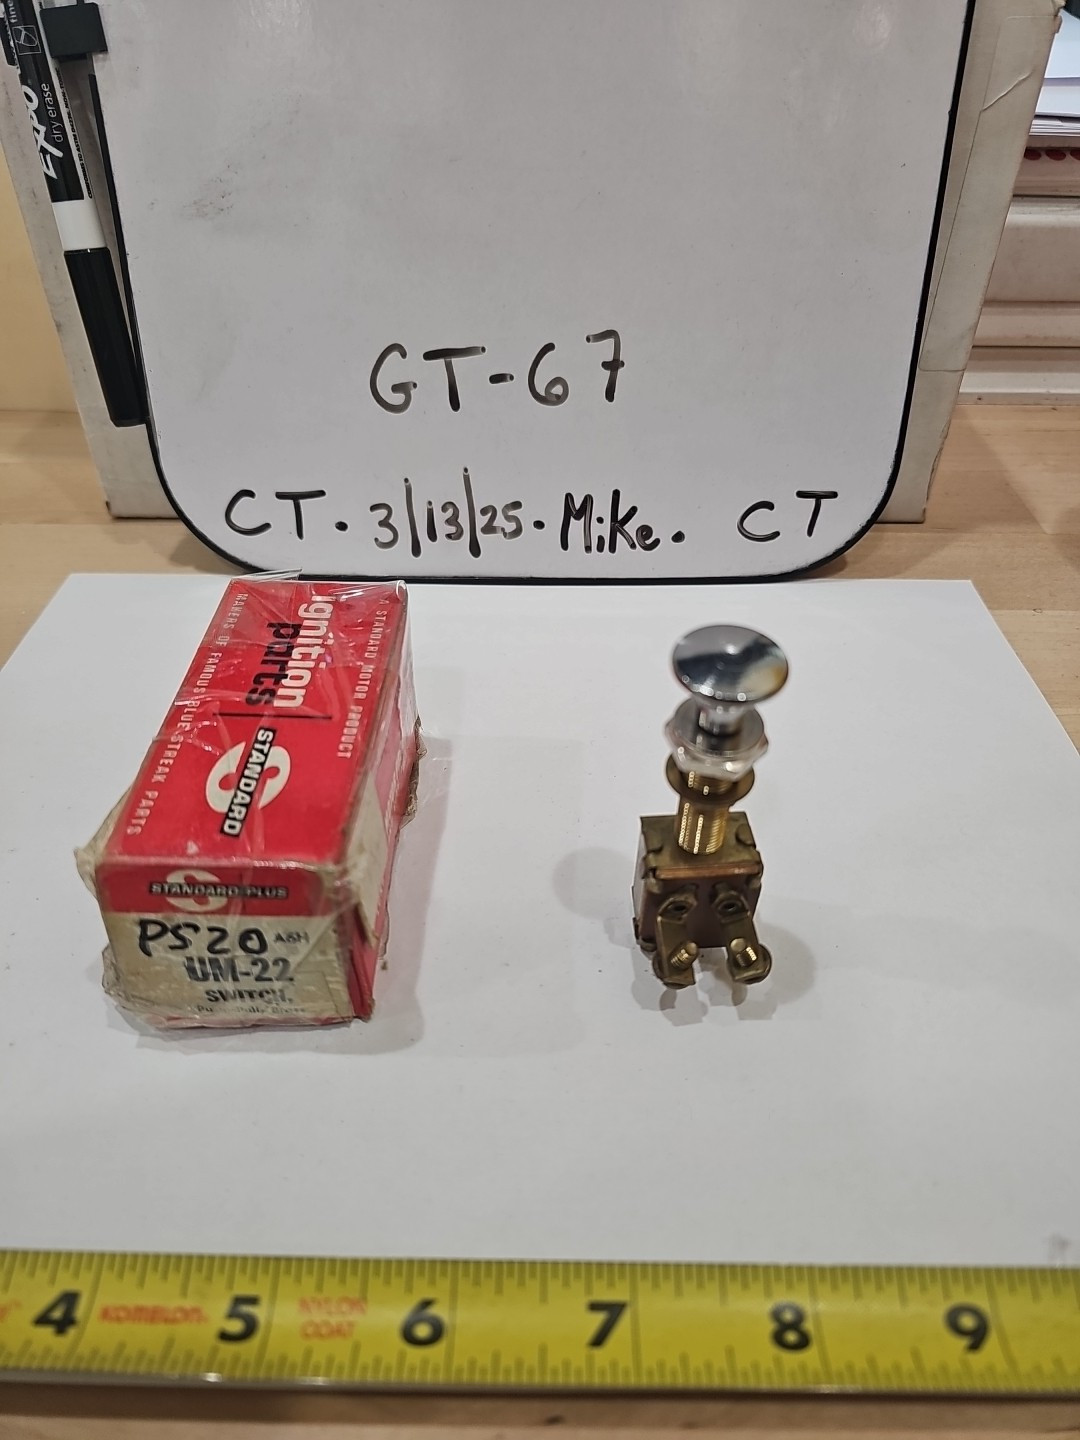 EXPO
dry erase
fine
GT-67
CT. 3/13/25. Mike. CT
A STANDARD MOTOR PRODUCT
ignition
parts
STANDARD
MAKERS OF FAMOUS BLUE STREAK PARTS
STANDARD PLUS
PS20 ASH
UM-22
SWITCH
4 KOMELON 5 NYLON COAT 6 7 8 9